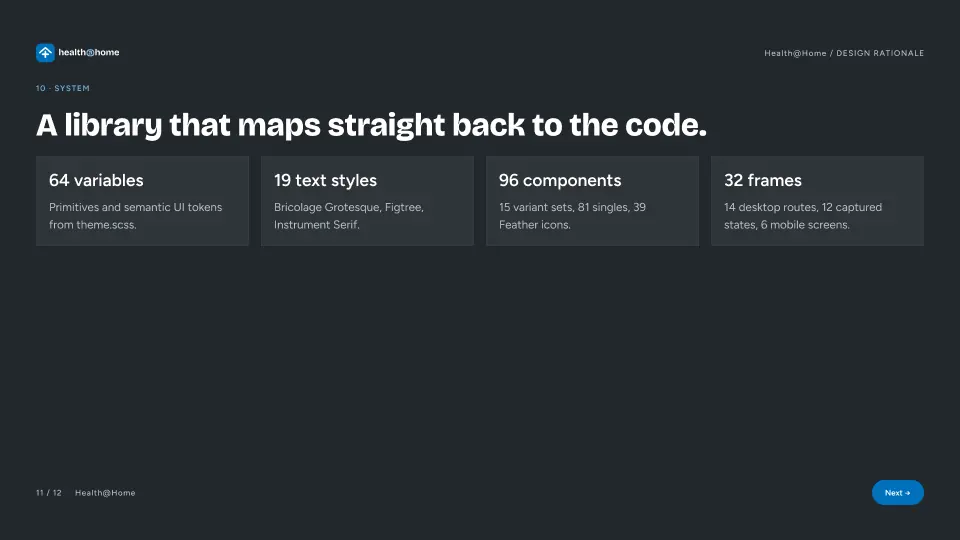 health@home
Health@Home / DESIGN RATIONALE
10 · SYSTEM
A library that maps straight back to the code.
64 variables
Primitives and semantic UI tokens
from theme.scss.
19 text styles
Bricolage Grotesque, Figtree,
Instrument Serif.
96 components
15 variant sets, 81 singles, 39
Feather icons.
32 frames
14 desktop routes, 12 captured
states, 6 mobile screens.
11 / 12 Health@Home
Next →